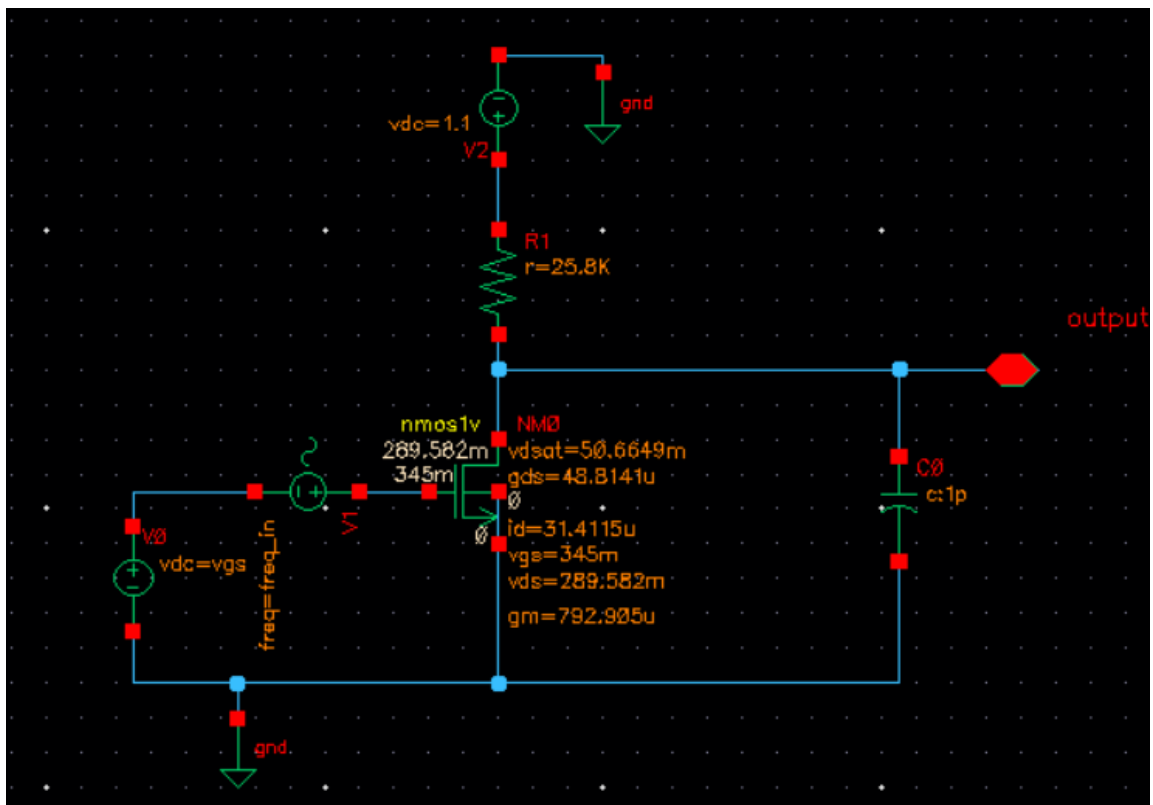 gnd
vdc=1.1
V2
R1
r=25.8K
output
nmos1v
NM0
289.582m
vdsat=50.6649m
345m
gds=48.8141u
0
C0
c:1p
V0
V1
0
id=31.4115u
vgs=345m
vdc=vgs
vds=289.582m
freq=freq_in
gm=792.905u
gnd